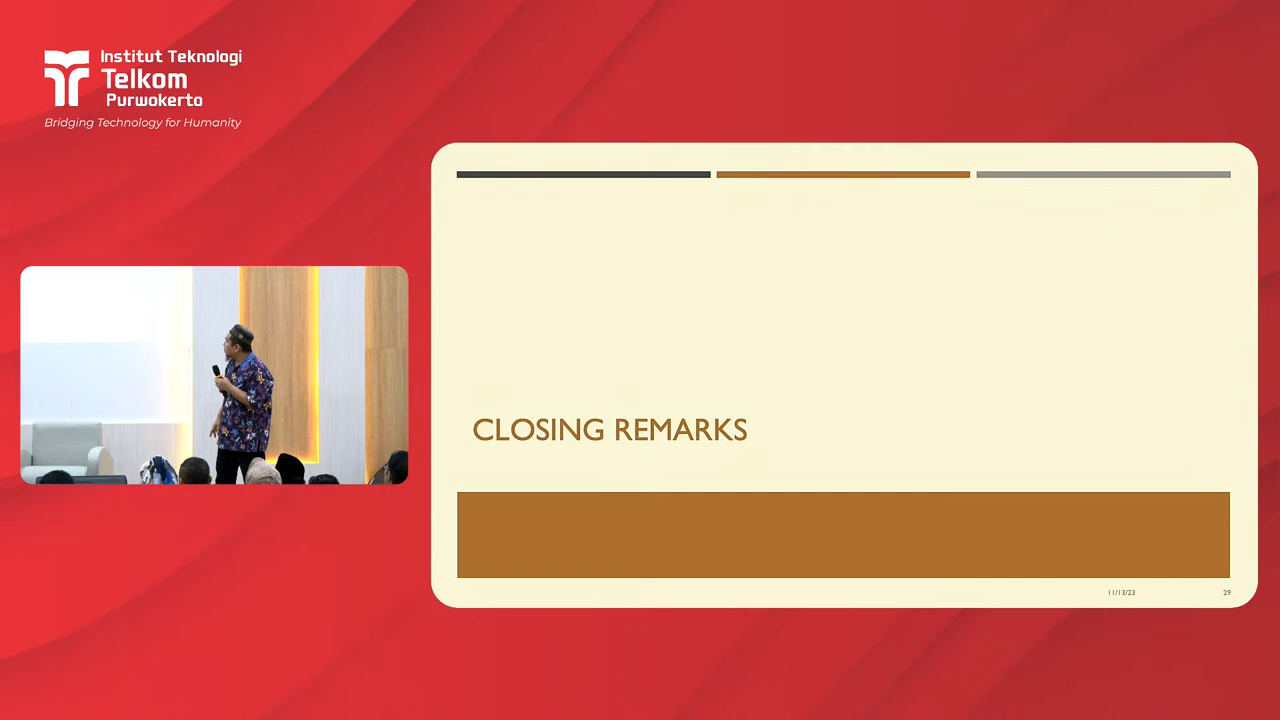 Institut Teknologi
Telkom
Purwokerto
Bridging Technology for Humanity
CLOSING REMARKS
11/13/23
29